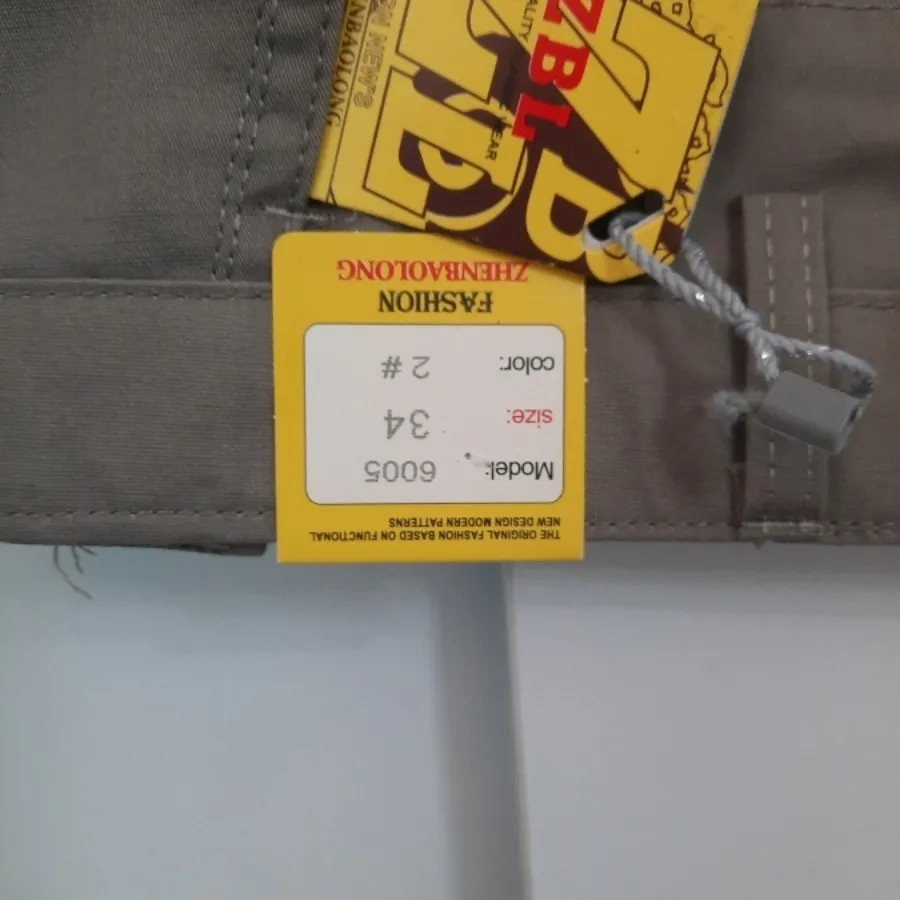 THE ORIGINAL FASHION BASED ON FUNCTIONAL
NEW DESIGN MODERN PATTERNS
Model: 6005
size: 34
color: 2 #
FASHION
ZHENBAOLONG
ZBL